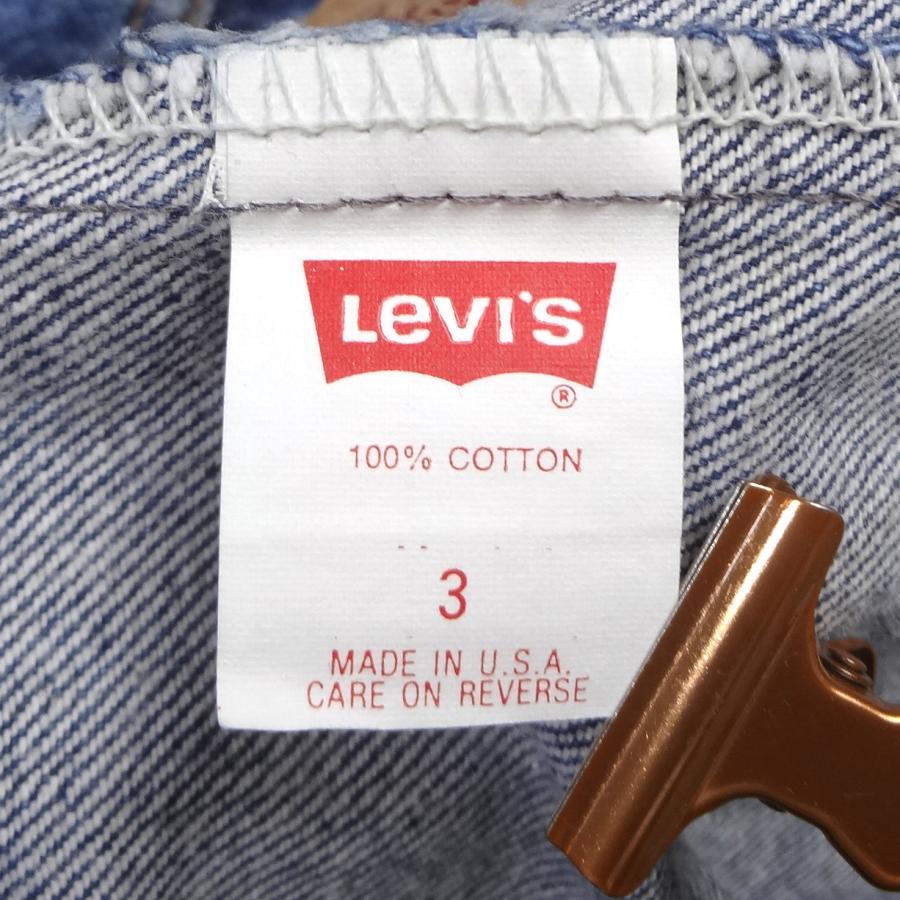 Levi's
®
100% COTTON
3
MADE IN U.S.A.
CARE ON REVERSE